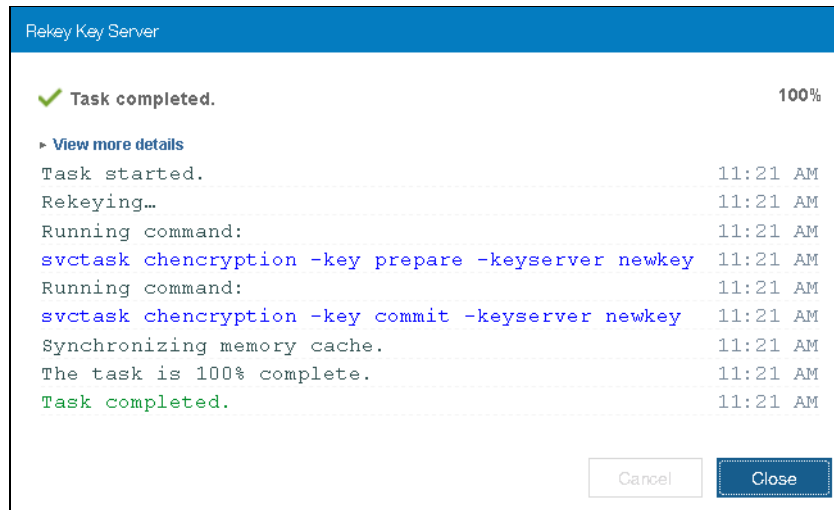 Rekey Key Server
Task completed. 100%
View more details
Task started. 11:21 AM
Rekeying… 11:21 AM
Running command: 11:21 AM
svctask chencryption -key prepare -keyserver newkey 11:21 AM
Running command: 11:21 AM
svctask chencryption -key commit -keyserver newkey 11:21 AM
Synchronizing memory cache. 11:21 AM
The task is 100% complete. 11:21 AM
Task completed. 11:21 AM
Cancel Close